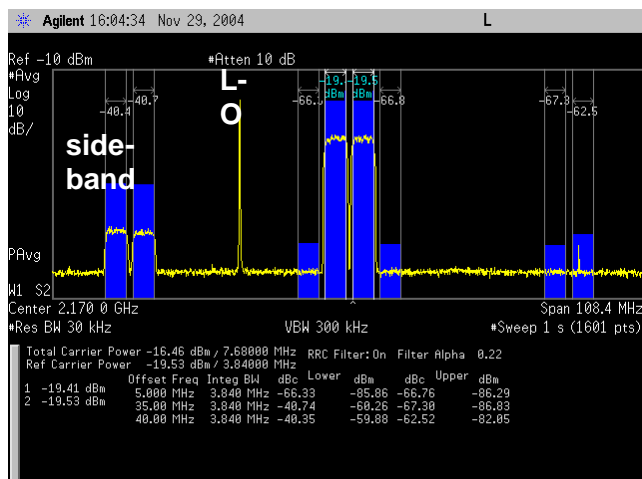 Agilent 16:04:34 Nov 29, 2004 L
Ref -10 dBm #Atten 10 dB
#Avg
Log
10
dB/
-19.4 -19.5
dBm dBm
-40.4 -40.7 -66.3 -66.8 -67.3 -62.5
L-
O
side-
band
PAvg
W1 S2
Center 2.170 0 GHz Span 108.4 MHz
#Res BW 30 kHz VBW 300 kHz #Sweep 1 s (1601 pts)
Total Carrier Power -16.46 dBm/ 7.68000 MHz RRC Filter: On Filter Alpha 0.22
Ref Carrier Power -19.53 dBm/ 3.84000 MHz
Offset Freq Integ BW dBc Lower dBm dBc Upper dBm
1 -19.41 dBm 5.000 MHz 3.840 MHz -66.33 -85.86 -66.76 -86.29
2 -19.53 dBm 35.00 MHz 3.840 MHz -40.74 -60.26 -67.30 -86.83
40.00 MHz 3.840 MHz -40.35 -59.88 -62.52 -82.05